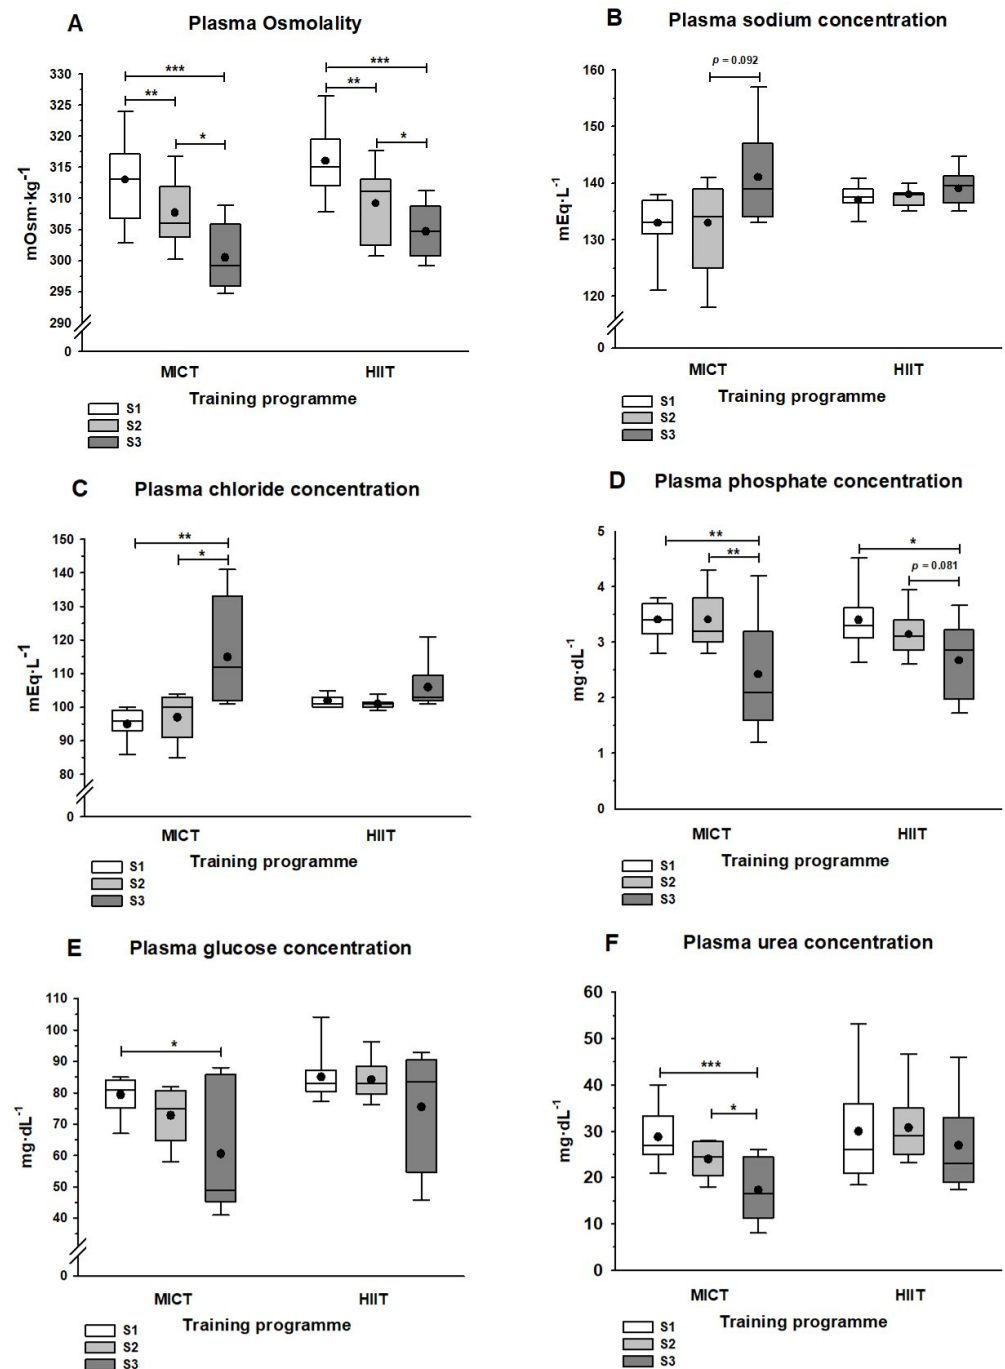 A Plasma Osmolality
mOsm·kg-1
330
325
320
315
310
305
300
295
290
0
***
**
*
***
**
*
MICT HIIT
Training programme
S1
S2
S3
B Plasma sodium concentration
mEq·L-1
160
150
140
130
120
0
p = 0.092
MICT HIIT
Training programme
S1
S2
S3
C Plasma chloride concentration
mEq·L-1
150
140
130
120
110
100
90
80
0
**
*
MICT HIIT
Training programme
S1
S2
S3
D Plasma phosphate concentration
mg·dL-1
5
4
3
2
1
0
**
**
*
p = 0.081
MICT HIIT
Training programme
S1
S2
S3
E Plasma glucose concentration
mg·dL-1
110
100
90
80
70
60
50
40
0
*
MICT HIIT
Training programme
S1
S2
S3
F Plasma urea concentration
mg·dL-1
60
50
40
30
20
10
0
***
*
MICT HIIT
Training programme
S1
S2
S3